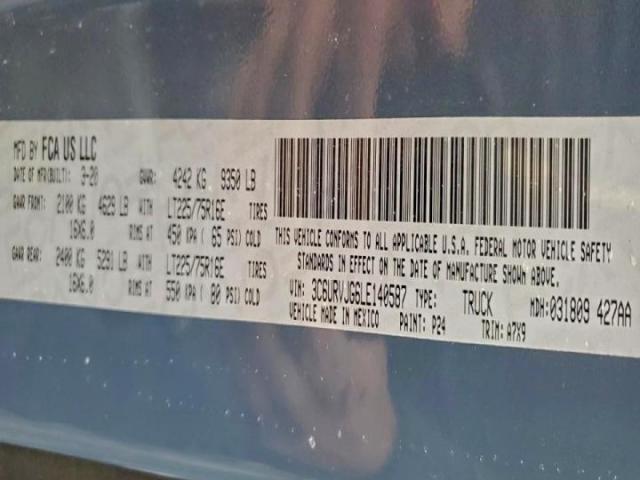 MFD BY FCA US LLC
DATE OF MFR(BUILT): 3-20 GVWR: 4242 KG 9350 LB
GAWR FRONT: 2100 KG 4629 LB WITH LT225/75R16E TIRES
16X6.0 RIMS AT 450 KPA ( 65 PSI) COLD
GAWR REAR: 2400 KG 5291 LB WITH LT225/75R16E TIRES
16X6.0 RIMS AT 550 KPA ( 80 PSI) COLD
THIS VEHICLE CONFORMS TO ALL APPLICABLE U.S.A. FEDERAL MOTOR VEHICLE SAFETY
STANDARDS IN EFFECT ON THE DATE OF MANUFACTURE SHOWN ABOVE.
VIN: 3C6URVJG6LE140587 TYPE: TRUCK MDH:031809 427AA
VEHICLE MADE IN MEXICO PAINT: P24 TRIM: A7X9